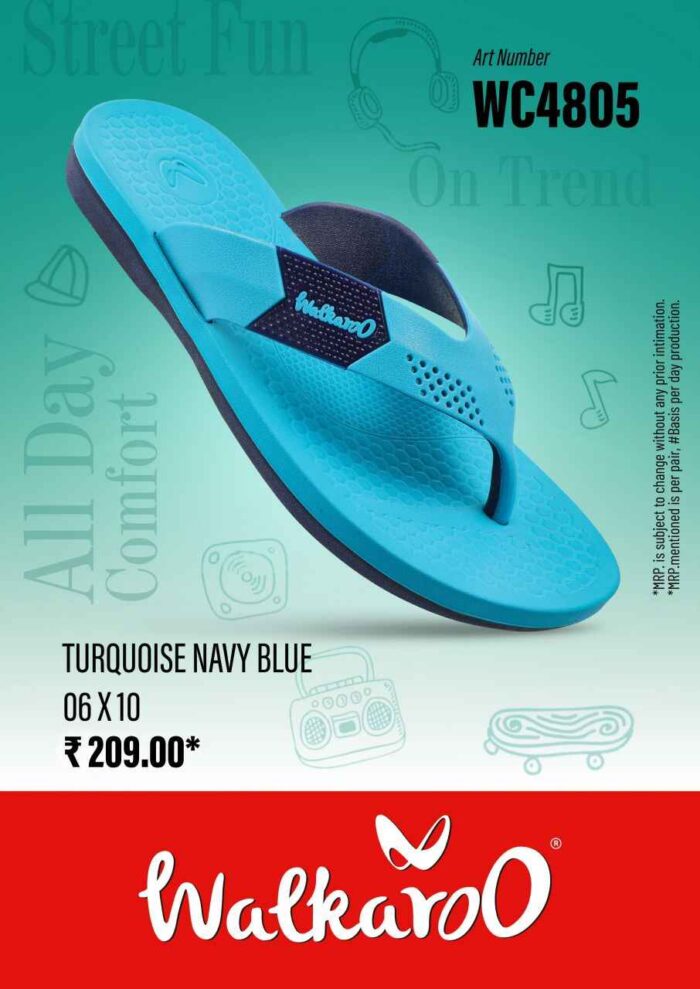 Street Fun
Art Number
WC4805
On Trend
Walkaroo
All Day
Comfort
*MRP. is subject to change without any prior intimation.
*MRP.mentioned is per pair, #Basis per day production.
TURQUOISE NAVY BLUE
06 X 10
₹ 209.00*
Walkaroo®